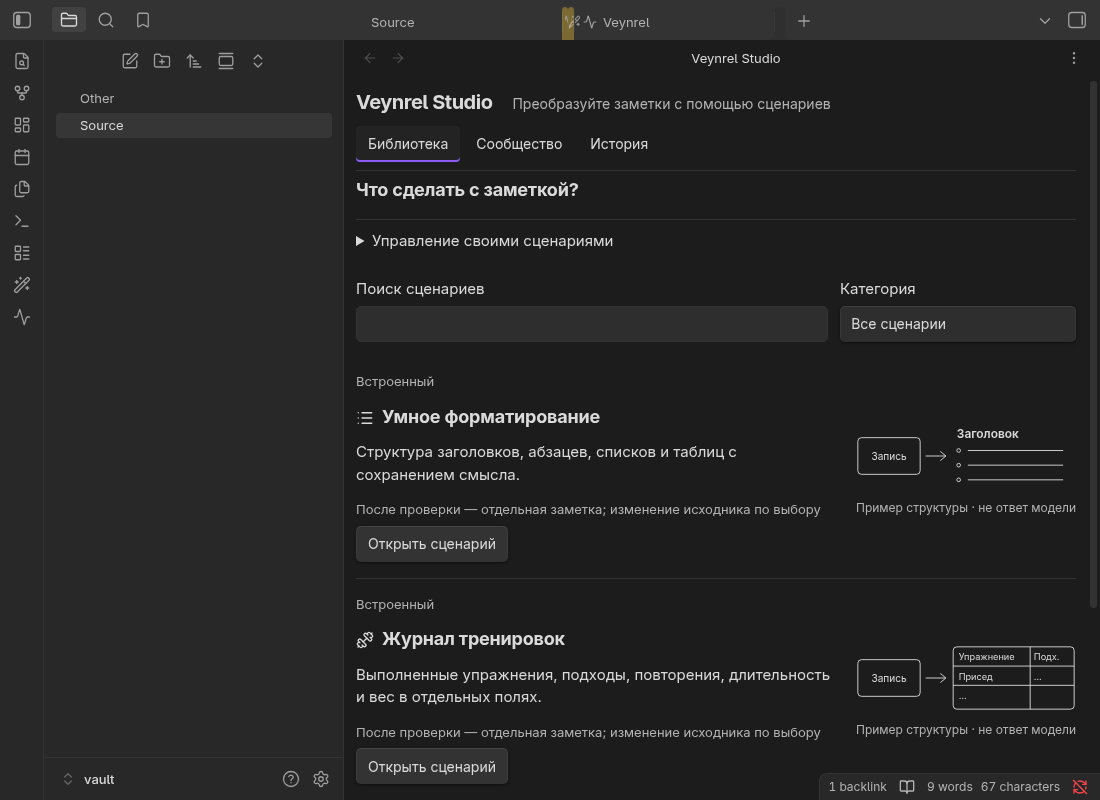 Source
Veynrel
Veynrel Studio
Other
Source
Veynrel Studio
Преобразуйте заметки с помощью сценариев
Библиотека
Сообщество
История
Что сделать с заметкой?
Управление своими сценариями
Поиск сценариев
Категория
Все сценарии
Встроенный
Умное форматирование
Структура заголовков, абзацев, списков и таблиц с
сохранением смысла.
После проверки — отдельная заметка; изменение исходника по выбору
Открыть сценарий
Запись
Заголовок
Пример структуры · не ответ модели
Встроенный
Журнал тренировок
Выполненные упражнения, подходы, повторения, длительность
и вес в отдельных полях.
После проверки — отдельная заметка; изменение исходника по выбору
Открыть сценарий
Запись
Упражнение Подх.
Присед ...
...
Пример структуры · не ответ модели
vault
1 backlink
9 words 67 characters